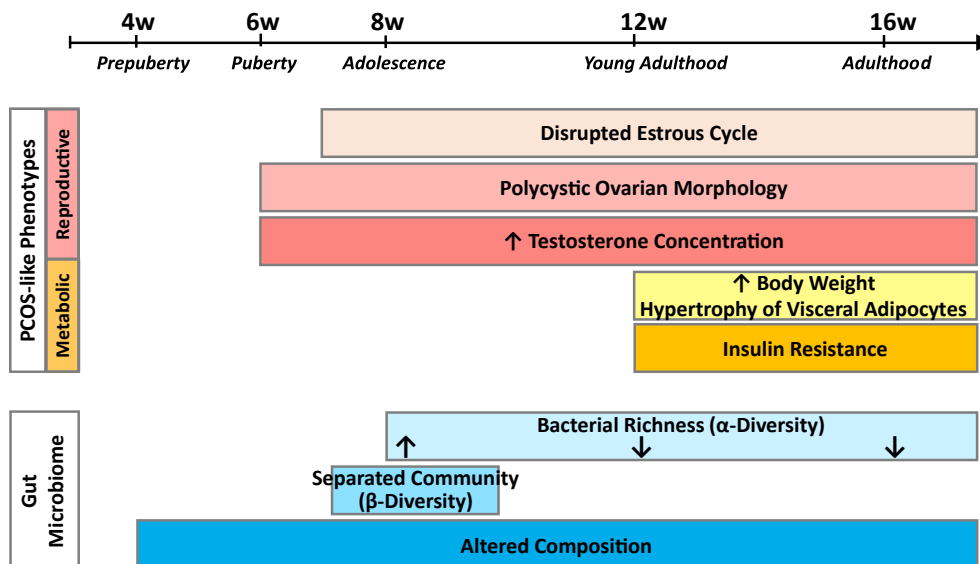 4w 6w 8w 12w 16w
Prepuberty Puberty Adolescence Young Adulthood Adulthood
PCOS-like Phenotypes
Reproductive
Disrupted Estrous Cycle
Polycystic Ovarian Morphology
↑ Testosterone Concentration
Metabolic
↑ Body Weight
Hypertrophy of Visceral Adipocytes
Insulin Resistance
Gut
Microbiome
Bacterial Richness (α-Diversity)
↑ ↓ ↓
Separated Community
(β-Diversity)
Altered Composition